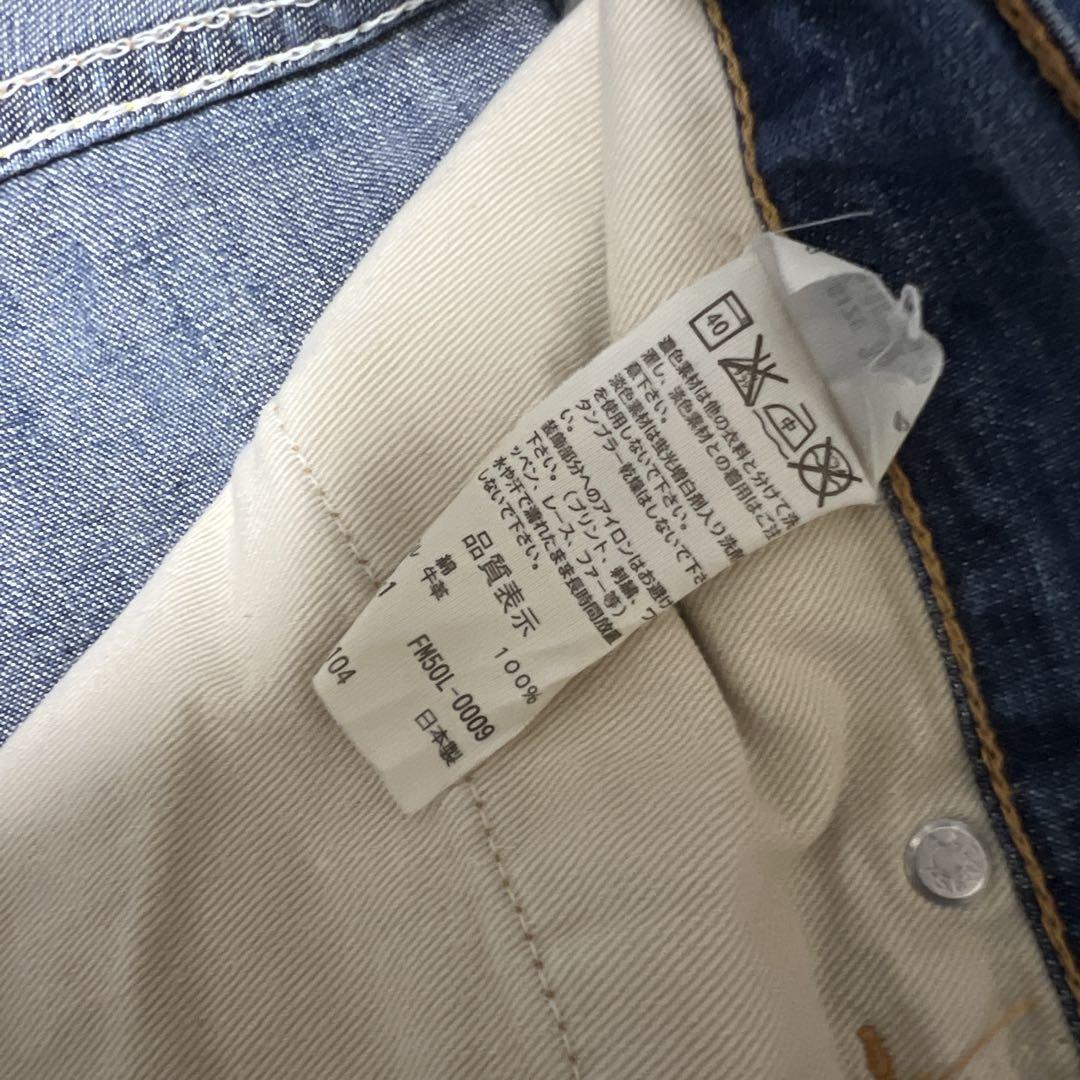 40
中
濃色素材は他の衣料と分けて洗
濯し、淡色素材との着用はご注
意下さい。
淡色素材は蛍光増白剤入り洗剤
を使用しないで下さい。
タンブラー乾燥はしないで下さ
い。
装飾部分へのアイロンはお避け
下さい。(プリント、刺繍、ワ
ッペン、レース、ファー等)
水や汗で濡れたまま長時間放置
しないで下さい。
品質表示
綿 100%
牛革
FM50L-0009
104
日本製